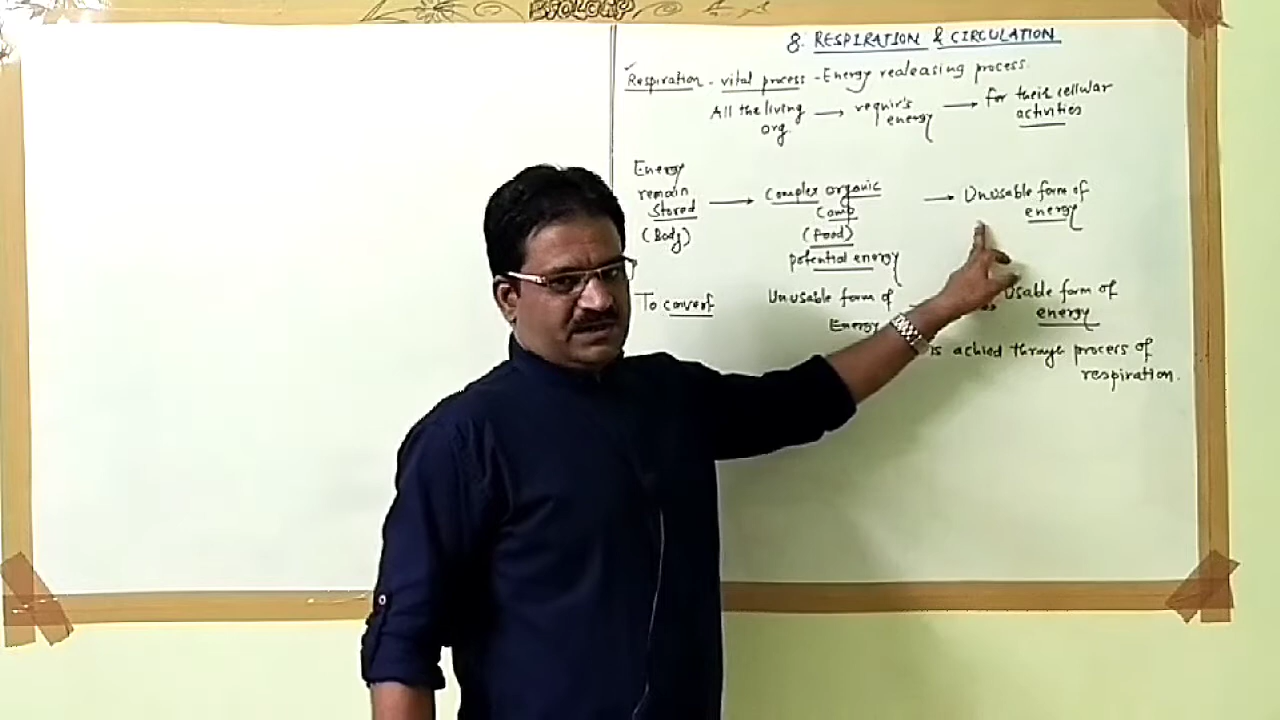 BIOLOGY
8. RESPIRATION & CIRCULATION
Respiration - vital process - Energy realeasing process.
All the living org. → requir's energy → for their cellular activities
Energy remain stored (Body) → Complex organic comp (food) potential energy → Unusable form of energy
To convert Unusable form of Energy usable form of energy
is achied through process of respiration.